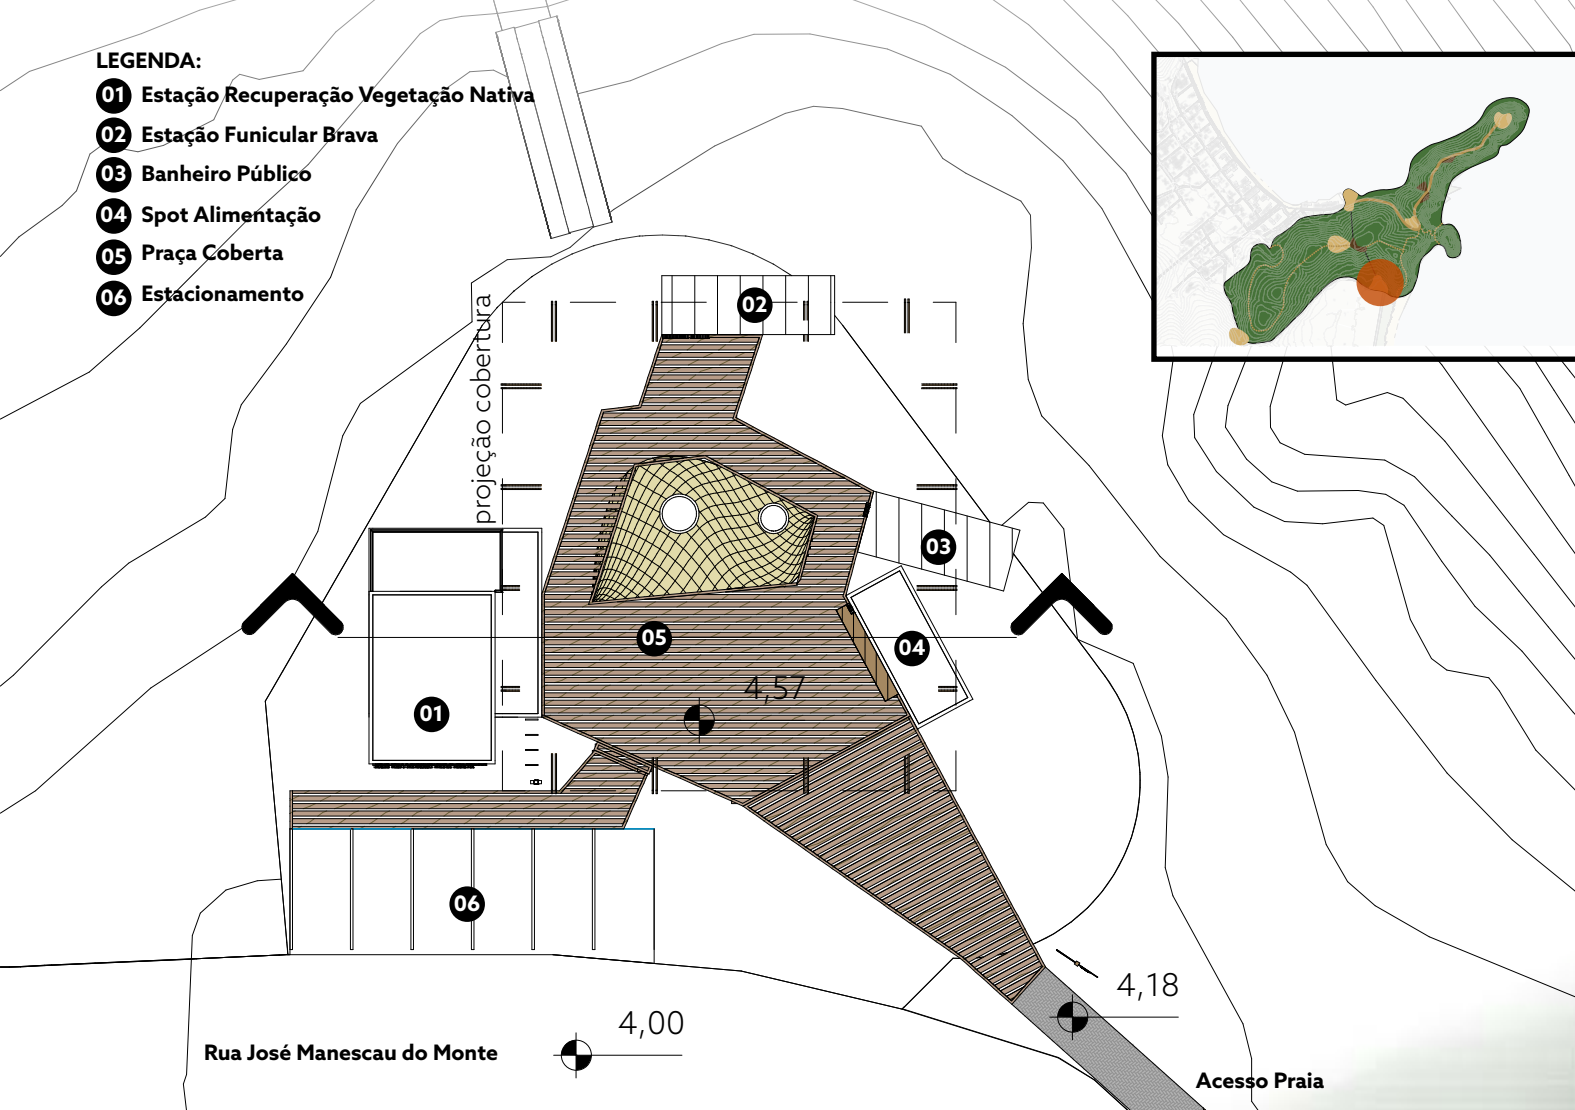 LEGENDA:
01 Estação Recuperação Vegetação Nativa
02 Estação Funicular Brava
03 Banheiro Público
04 Spot Alimentação
05 Praça Coberta
06 Estacionamento
projeção cobertura
02
03
05
04
4,57
01
06
4,18
4,00
Rua José Manescau do Monte
Acesso Praia